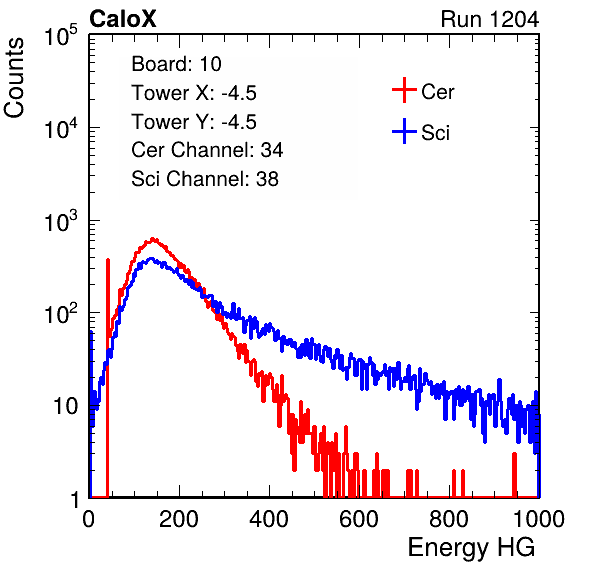 CaloX Run 1204
Counts
10^5
10^4
10^3
10^2
10
1
Board: 10
Tower X: -4.5
Tower Y: -4.5
Cer Channel: 34
Sci Channel: 38
Cer
Sci
0 200 400 600 800 1000
Energy HG